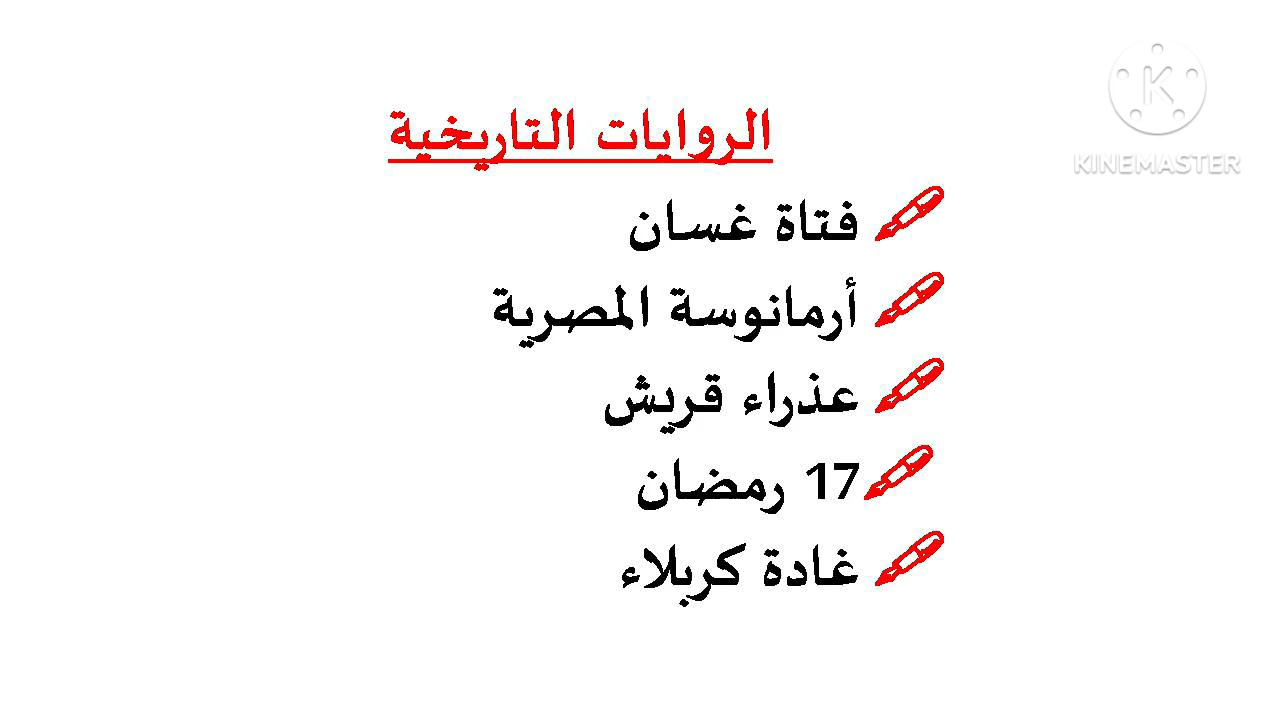 الروايات التاريخية
فتاة غسان
أرمانوسة المصرية
عذراء قريش
17 رمضان
غادة كربلاء
KINEMASTER